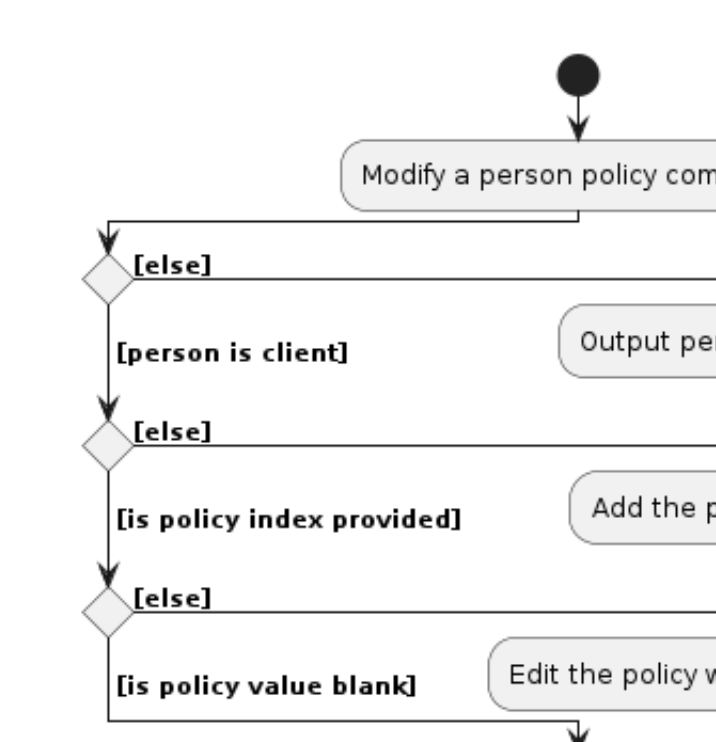 Modify a person policy com
[else]
[person is client]
Output pe
[else]
[is policy index provided]
Add the p
[else]
[is policy value blank]
Edit the policy w